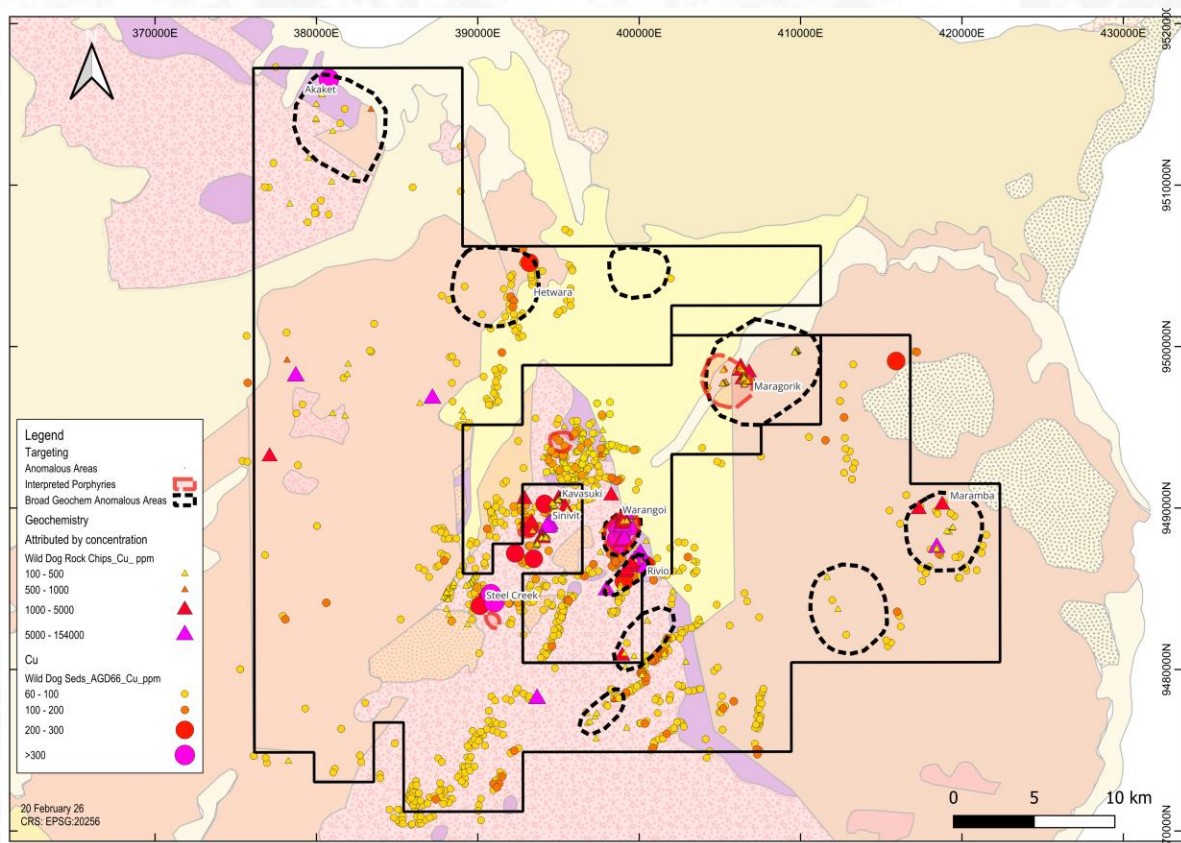 370000E 380000E 390000E 400000E 410000E 420000E 430000E
9520000N
N
Akaket
9510000N
Hetwara
9500000N
Maragorik
Legend
Targeting
Anomalous Areas
Interpreted Porphyries
Broad Geochem Anomalous Areas
Geochemistry
Attributed by concentration
Wild Dog Rock Chips_Cu_ppm
100 - 500
500 - 1000
1000 - 5000
5000 - 154000
Cu
Wild Dog Seds_AGD66_Cu_ppm
60 - 100
100 - 200
200 - 300
>300
Kavasuki
Maramba
Sinivit
Warangoi
9490000N
Rivio
Steel Creek
9480000N
20 February 26
CRS: EPSG:20256
0 5 10 km